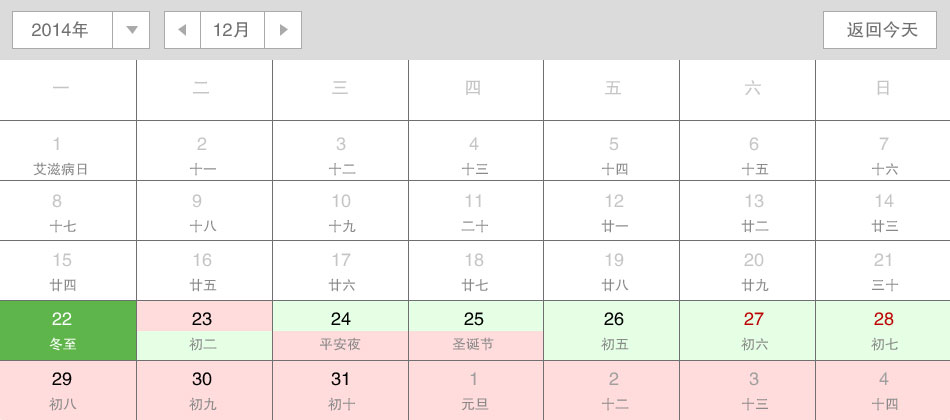 2014年 12月 返回今天
一 二 三 四 五 六 日
1 2 3 4 5 6 7
艾滋病日 十一 十二 十三 十四 十五 十六
8 9 10 11 12 13 14
十七 十八 十九 二十 廿一 廿二 廿三
15 16 17 18 19 20 21
廿四 廿五 廿六 廿七 廿八 廿九 三十
22 23 24 25 26 27 28
冬至 初二 平安夜 圣诞节 初五 初六 初七
29 30 31 1 2 3 4
初八 初九 初十 元旦 十二 十三 十四